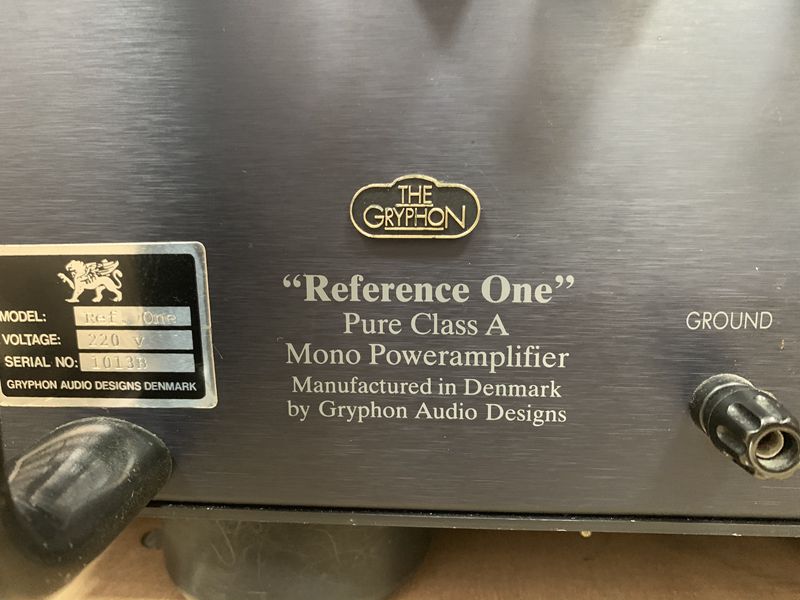 THE
GRYPHON
"Reference One"
Pure Class A
Mono Poweramplifier
Manufactured in Denmark
by Gryphon Audio Designs
MODEL: Ref. One
VOLTAGE: 220 v
SERIAL NO: 1013B
GRYPHON AUDIO DESIGNS DENMARK
GROUND